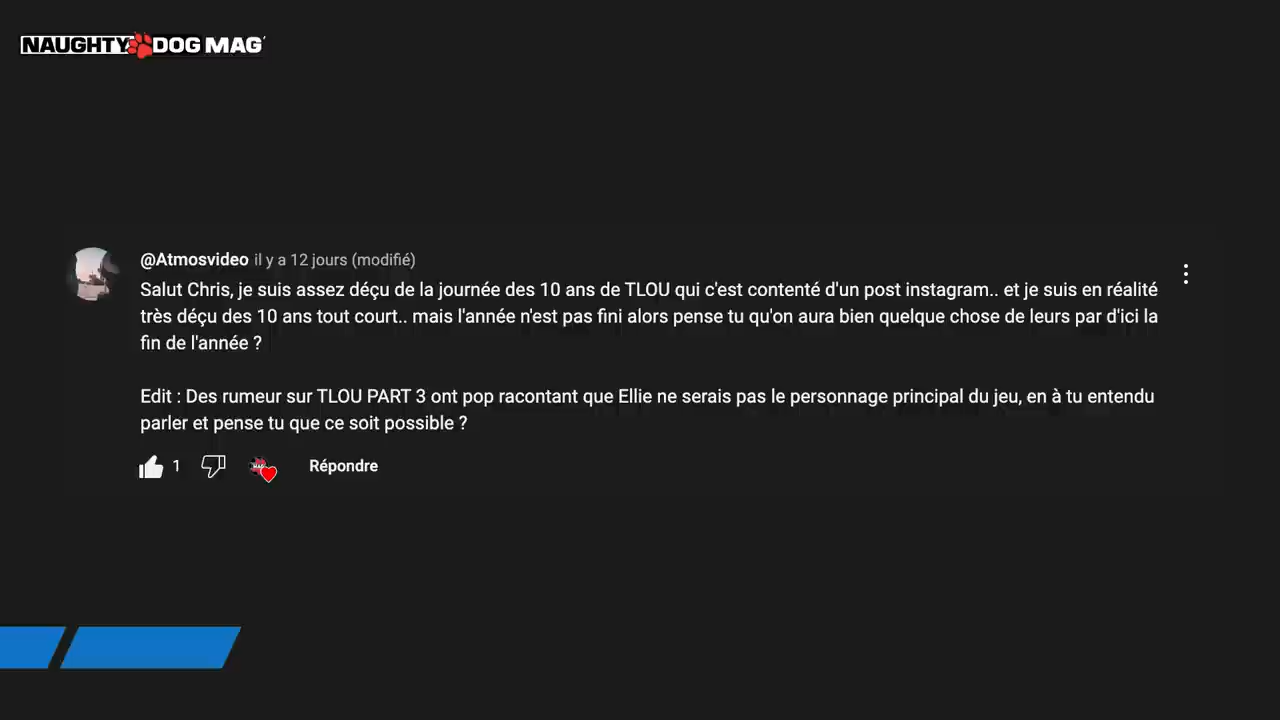 NAUGHTY DOG MAG'
@Atmosvideo il y a 12 jours (modifié)
Salut Chris, je suis assez déçu de la journée des 10 ans de TLOU qui c'est contenté d'un post instagram.. et je suis en réalité
très déçu des 10 ans tout court.. mais l'année n'est pas fini alors pense tu qu'on aura bien quelque chose de leurs par d'ici la
fin de l'année ?
Edit : Des rumeur sur TLOU PART 3 ont pop racontant que Ellie ne serais pas le personnage principal du jeu, en à tu entendu
parler et pense tu que ce soit possible ?
1 Répondre